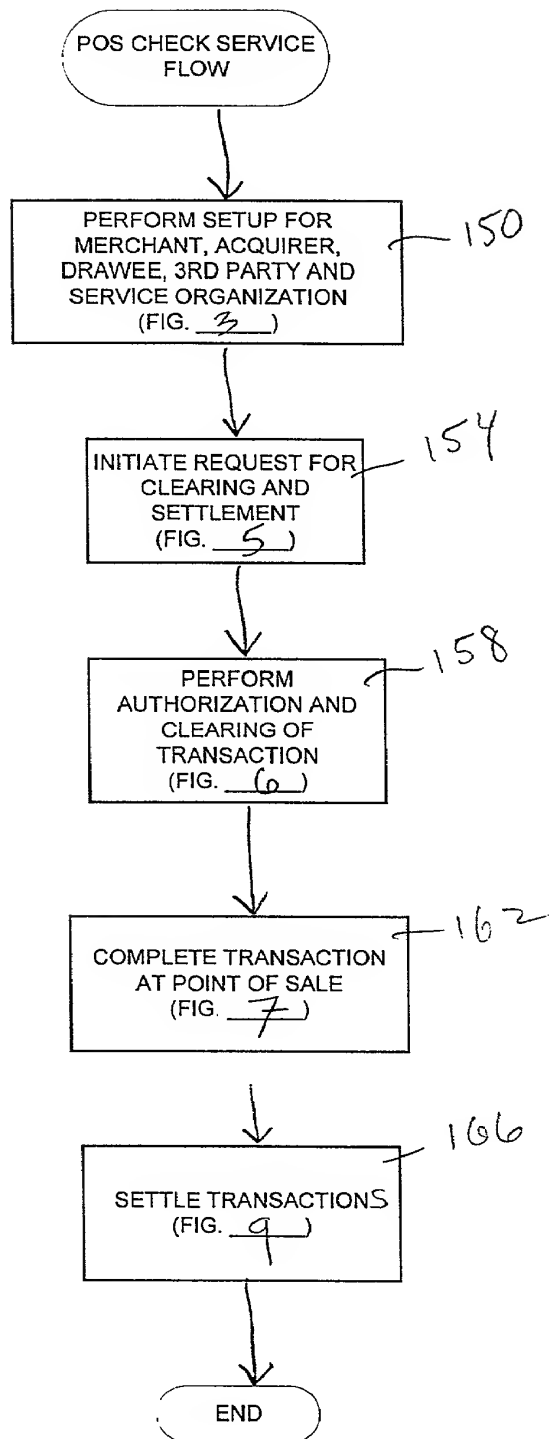 POS CHECK SERVICE
FLOW
PERFORM SETUP FOR
MERCHANT, ACQUIRER,
DRAWEE, 3RD PARTY AND
SERVICE ORGANIZATION
(FIG. 3)
150
INITIATE REQUEST FOR
CLEARING AND
SETTLEMENT
(FIG. 5)
154
PERFORM
AUTHORIZATION AND
CLEARING OF
TRANSACTION
(FIG. 6)
158
COMPLETE TRANSACTION
AT POINT OF SALE
(FIG. 7)
162
SETTLE TRANSACTIONS
(FIG. 9)
166
END